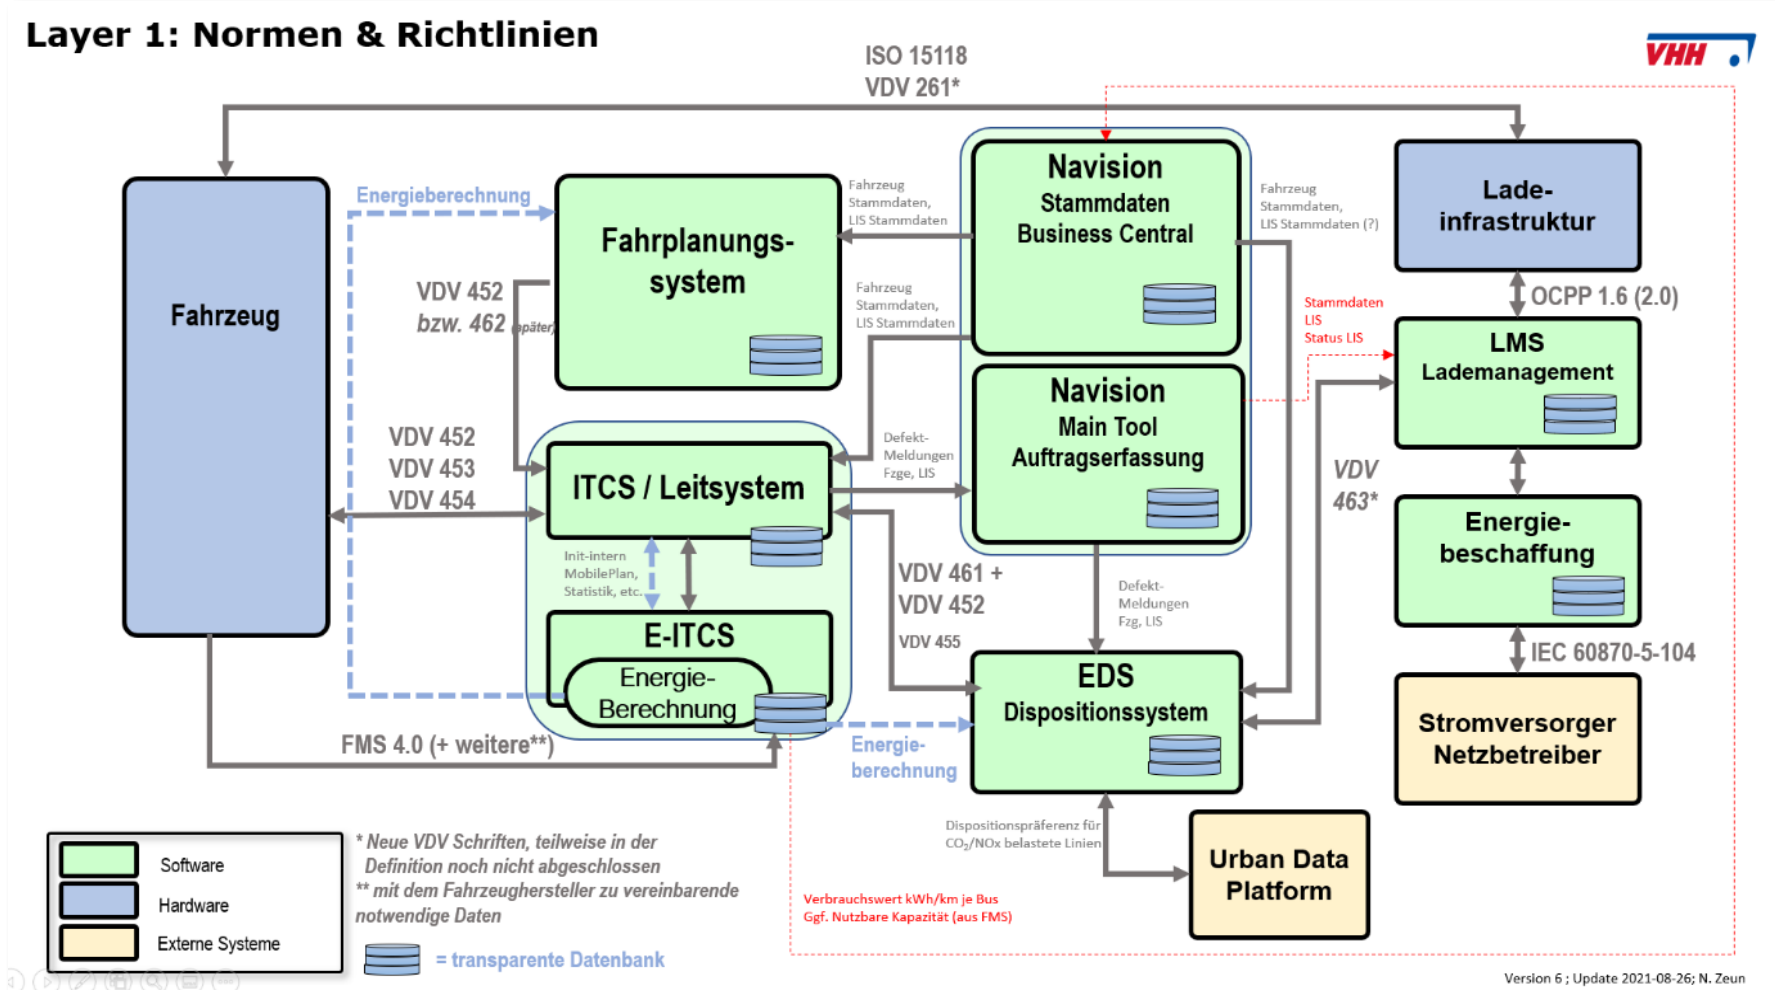 Layer 1: Normen & Richtlinien
VHH
ISO 15118
VDV 261*
Fahrzeug
Energieberechnung
Fahrplanungs-
system
VDV 452
bzw. 462 (später)
Fahrzeug
Stammdaten,
LIS Stammdaten
Fahrzeug
Stammdaten,
LIS Stammdaten
Navision
Stammdaten
Business Central
Fahrzeug
Stammdaten,
LIS Stammdaten (?)
Lade-
infrastruktur
OCPP 1.6 (2.0)
Stammdaten
LIS
Status LIS
LMS
Lademanagement
Navision
Main Tool
Auftragserfassung
VDV 452
VDV 453
VDV 454
ITCS / Leitsystem
Defekt-
Meldungen
Fzge, LIS
VDV
463*
Energie-
beschaffung
Init-intern
MobilePlan,
Statistik, etc.
VDV 461 +
VDV 452
VDV 455
Defekt-
Meldungen
Fzg, LIS
E-ITCS
Energie-
Berechnung
IEC 60870-5-104
EDS
Dispositionssystem
Stromversorger
Netzbetreiber
FMS 4.0 (+ weitere**)
Energie-
berechnung
Dispositionspräferenz für
CO₂/NOx belastete Linien
Urban Data
Platform
Verbrauchswert kWh/km je Bus
Ggf. Nutzbare Kapazität (aus FMS)
Software
Hardware
Externe Systeme
* Neue VDV Schriften, teilweise in der
Definition noch nicht abgeschlossen
** mit dem Fahrzeughersteller zu vereinbarende
notwendige Daten
= transparente Datenbank
Version 6 ; Update 2021-08-26; N. Zeun